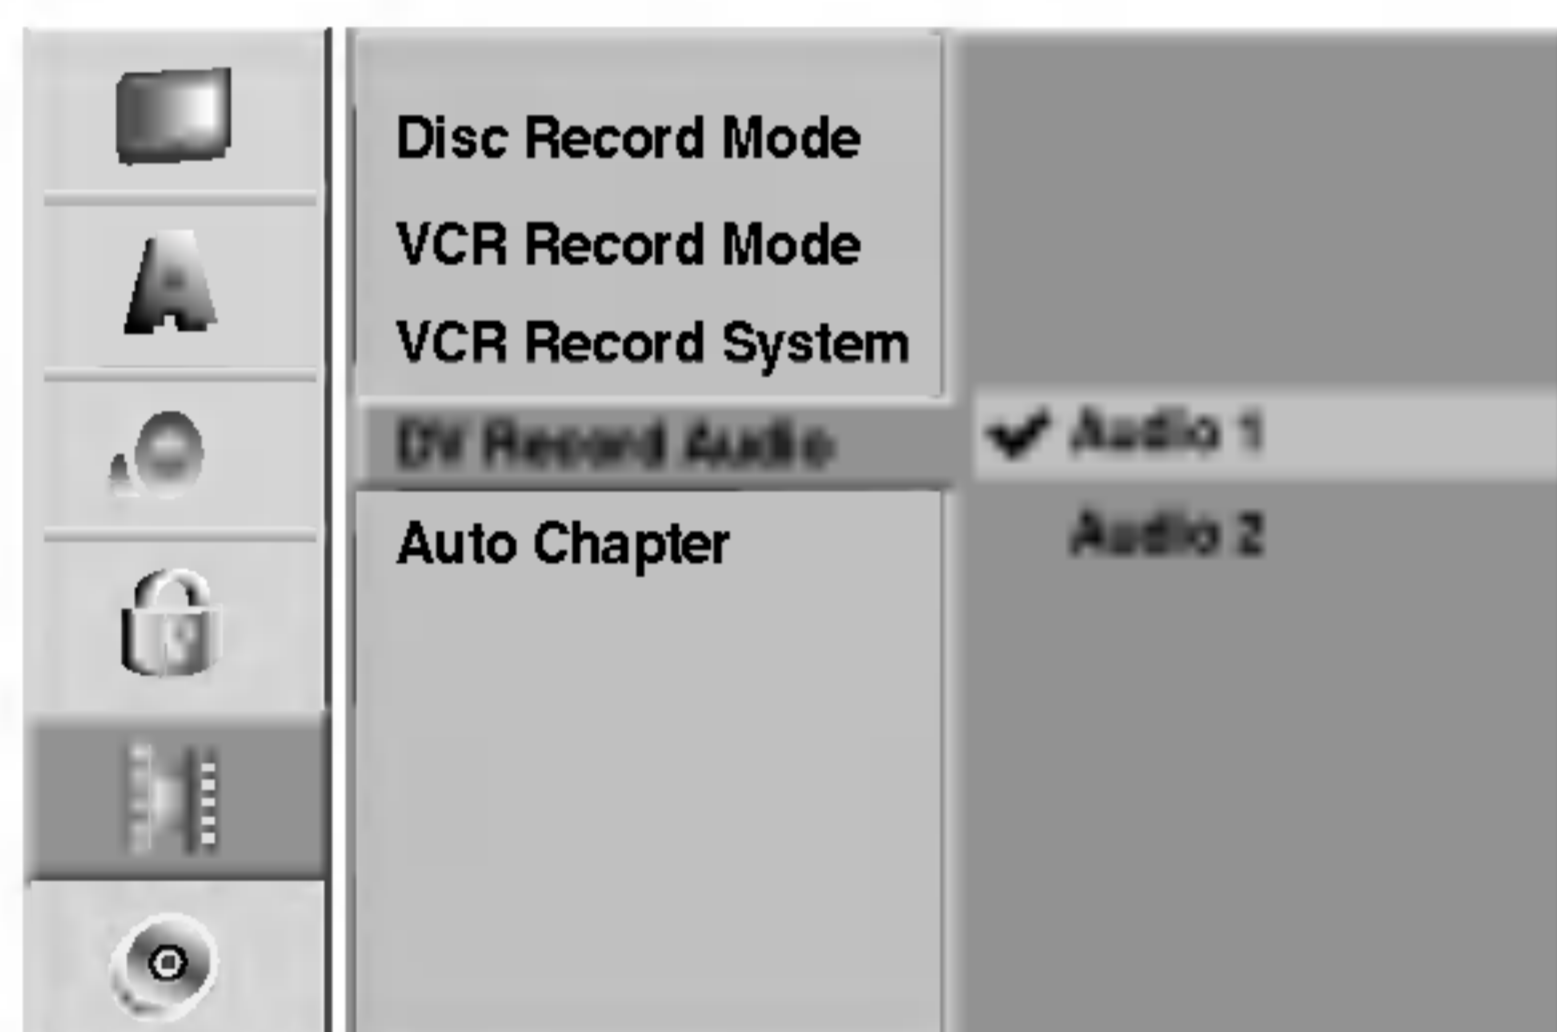 Disc Record Mode
VCR Record Mode
VCR Record System
DV Record Audio
Audio 1
Audio 2
Auto Chapter